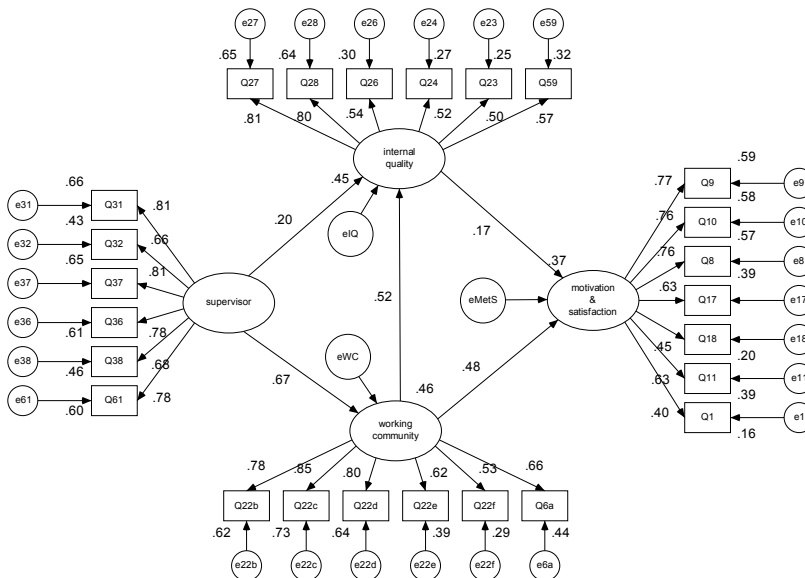 e27 e28 e26 e24 e23 e59
.65 .64 .30 .27 .25 .32
Q27 Q28 Q26 Q24 Q23 Q59
.81 .80 .54 .52 .50 .57
internal
quality
.45
.66
e31 Q31 .81
.43
e32 Q32 .66
.65
e37 Q37 .81
e36 Q36 .78
.61
e38 Q38 .68
.46
e61 Q61 .78
.60
supervisor
.20
eIQ
.17
.52
.67
eWC
.46
.48
eMetS
.37
motivation
&
satisfaction
.59
.77 Q9 e9
.58
.76 Q10 e10
.57
.76 Q8 e8
.39
.63 Q17 e17
Q18 e18
.45 .20
Q11 e11
.63 .39
Q1 e1
.40 .16
working
community
.78 .85 .80 .62 .53 .66
Q22b Q22c Q22d Q22e Q22f Q6a
.62 .73 .64 .39 .29 .44
e22b e22c e22d e22e e22f e6a